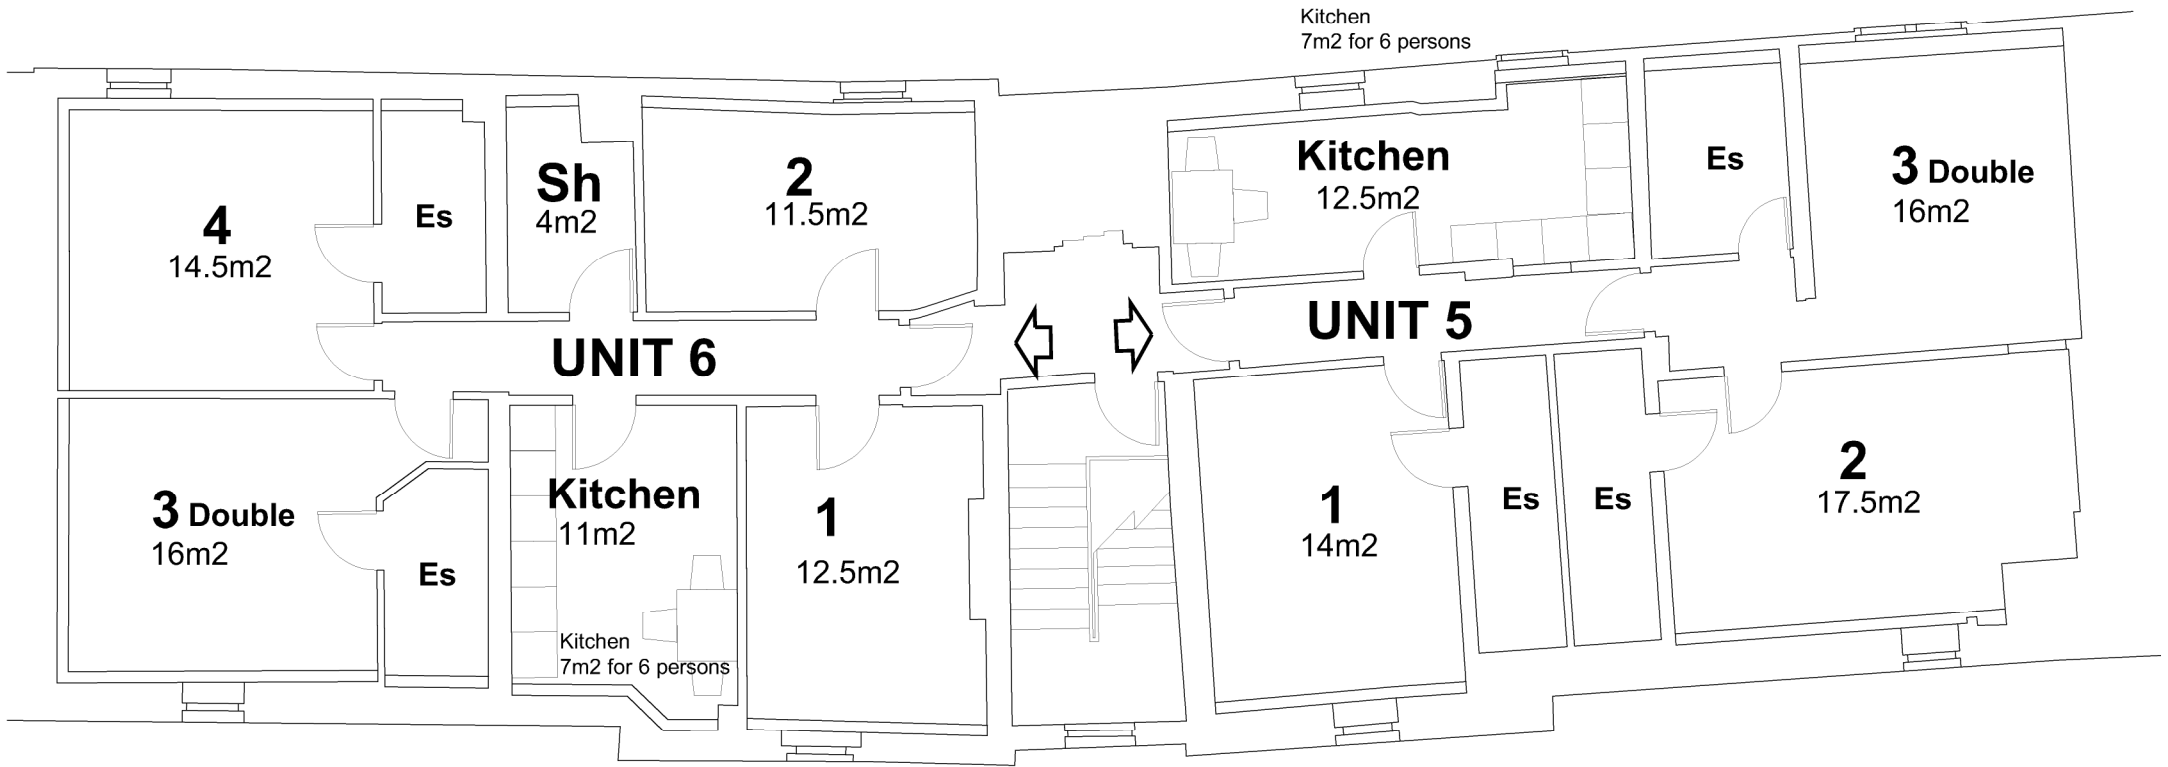 Kitchen
7m2 for 6 persons
4
14.5m2
Es
Sh
4m2
2
11.5m2
Kitchen
12.5m2
Es
3 Double
16m2
UNIT 6
UNIT 5
3 Double
16m2
Es
Kitchen
11m2
Kitchen
7m2 for 6 persons
1
12.5m2
1
14m2
Es
Es
2
17.5m2